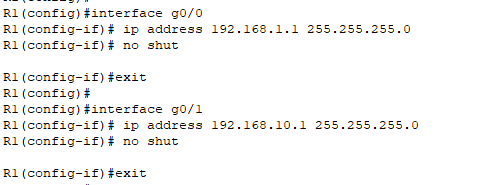 R1(config)#interface g0/0
R1(config-if)# ip address 192.168.1.1 255.255.255.0
R1(config-if)# no shut
R1(config-if)#exit
R1(config)#
R1(config)#interface g0/1
R1(config-if)# ip address 192.168.10.1 255.255.255.0
R1(config-if)# no shut
R1(config-if)#exit